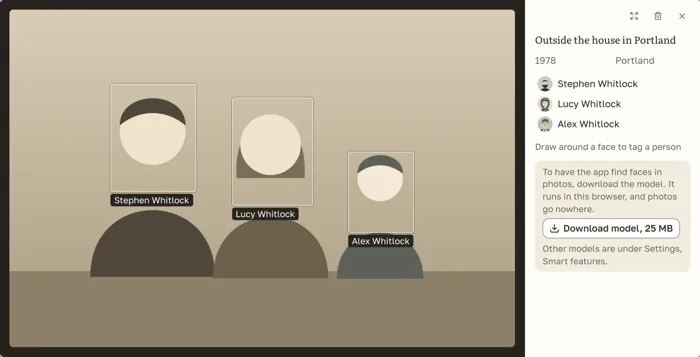 Outside the house in Portland
1978 Portland
Stephen Whitlock
Lucy Whitlock
Alex Whitlock
Draw around a face to tag a person
To have the app find faces in
photos, download the model. It
runs in this browser, and photos
go nowhere.
Download model, 25 MB
Other models are under Settings,
Smart features.
Stephen Whitlock
Lucy Whitlock
Alex Whitlock